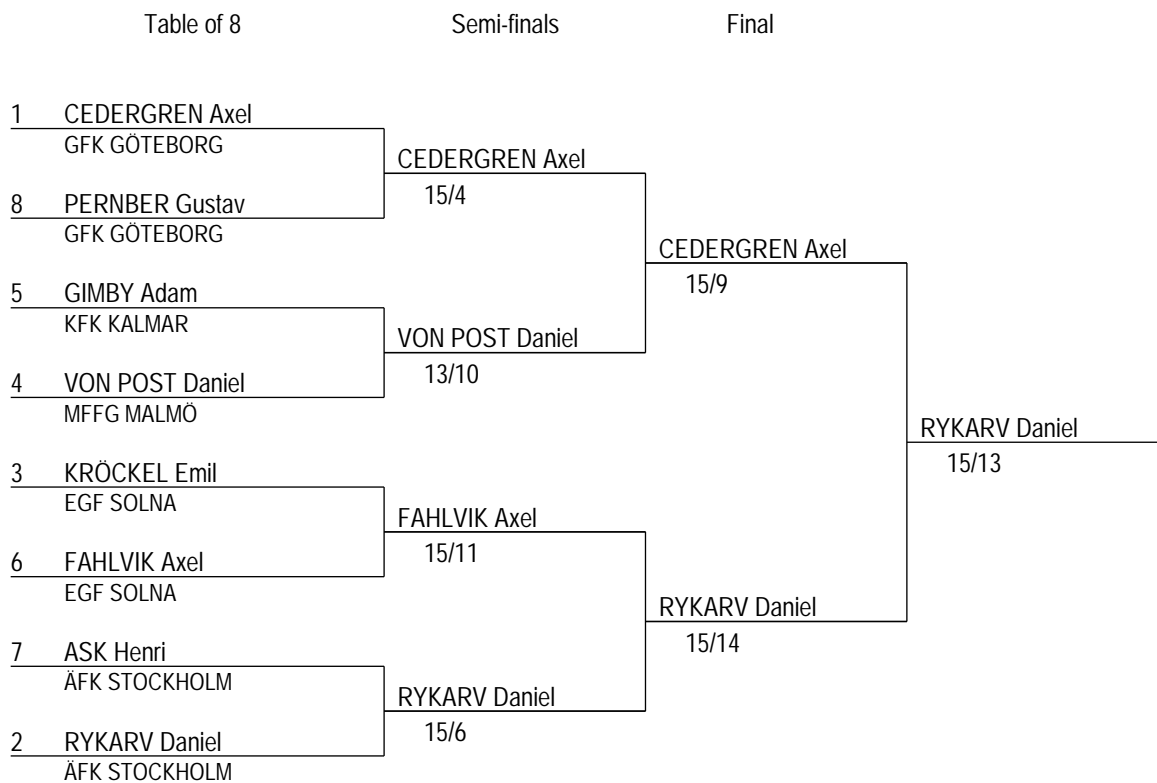 Table of 8 Semi-finals Final
1 CEDERGREN Axel
GFK GÖTEBORG
CEDERGREN Axel
15/4
8 PERNBER Gustav
GFK GÖTEBORG
CEDERGREN Axel
15/9
5 GIMBY Adam
KFK KALMAR
VON POST Daniel
13/10
4 VON POST Daniel
MFFG MALMÖ
RYKARV Daniel
15/13
3 KRÖCKEL Emil
EGF SOLNA
FAHLVIK Axel
15/11
6 FAHLVIK Axel
EGF SOLNA
RYKARV Daniel
15/14
7 ASK Henri
ÄFK STOCKHOLM
RYKARV Daniel
15/6
2 RYKARV Daniel
ÄFK STOCKHOLM